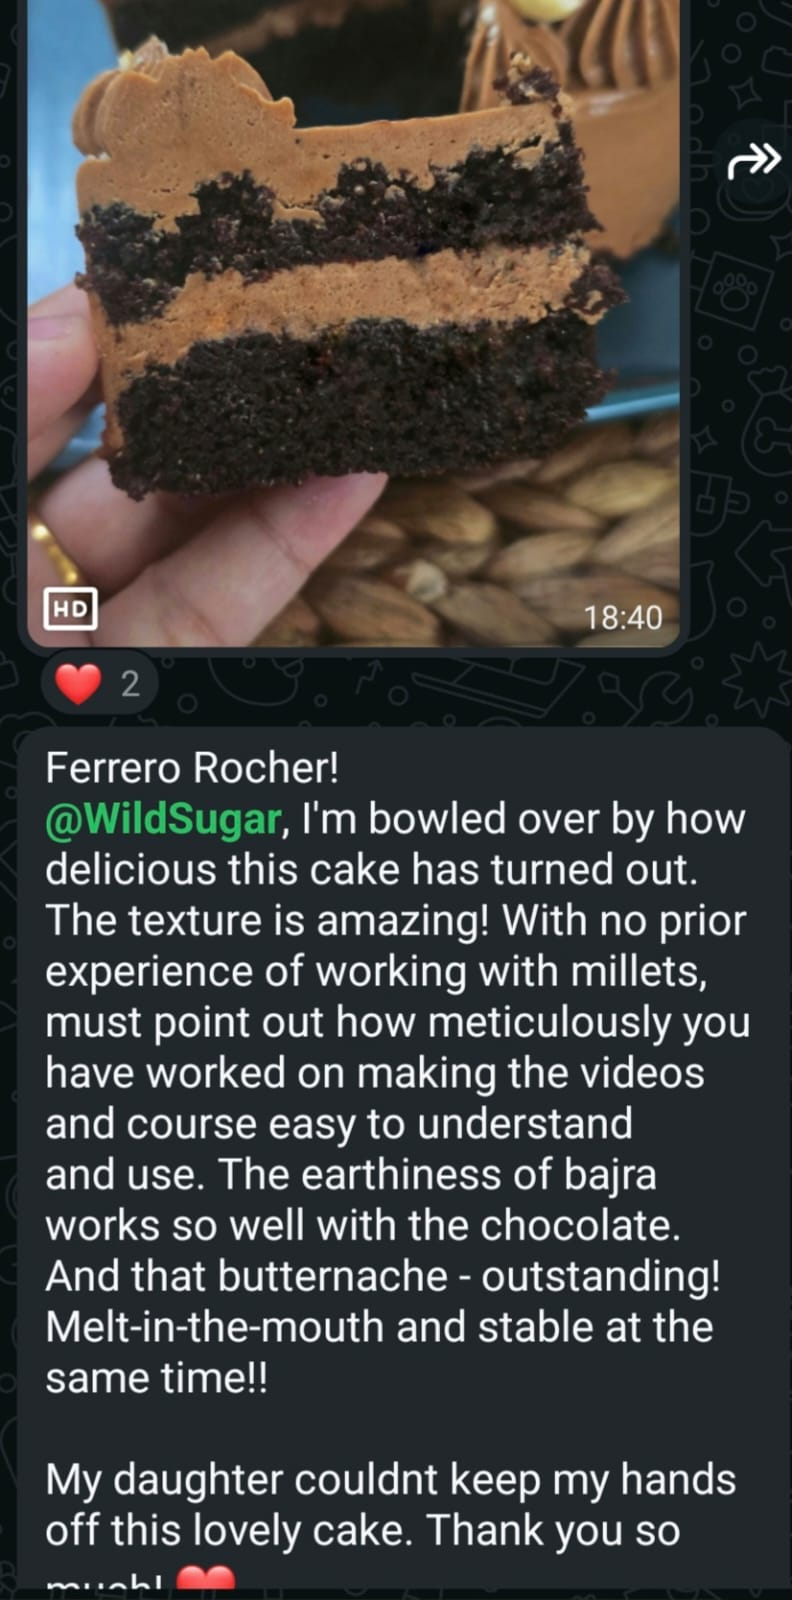 HD
18:40
❤️ 2
Ferrero Rocher!
@WildSugar, I'm bowled over by how
delicious this cake has turned out.
The texture is amazing! With no prior
experience of working with millets,
must point out how meticulously you
have worked on making the videos
and course easy to understand
and use. The earthiness of bajra
works so well with the chocolate.
And that butternache - outstanding!
Melt-in-the-mouth and stable at the
same time!!
My daughter couldnt keep my hands
off this lovely cake. Thank you so
much! ❤️